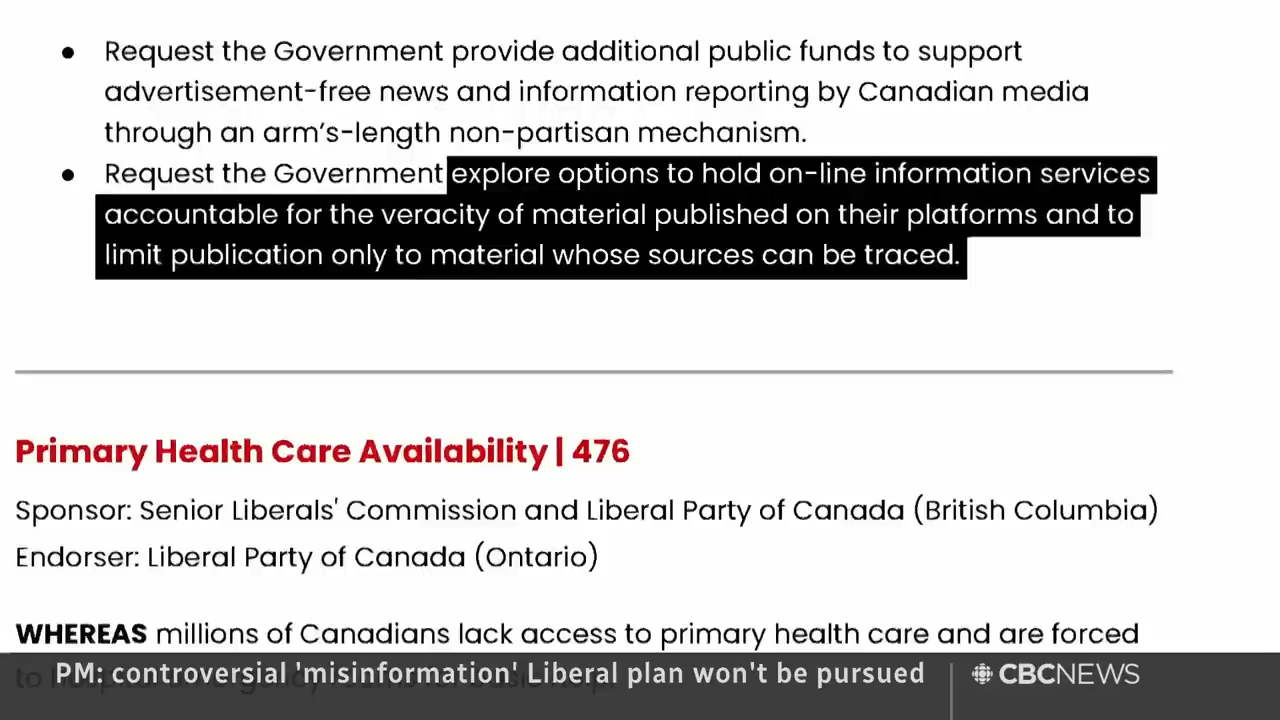 ● Request the Government provide additional public funds to support
advertisement-free news and information reporting by Canadian media
through an arm's-length non-partisan mechanism.
● Request the Government explore options to hold on-line information services
accountable for the veracity of material published on their platforms and to
limit publication only to material whose sources can be traced.
Primary Health Care Availability | 476
Sponsor: Senior Liberals' Commission and Liberal Party of Canada (British Columbia)
Endorser: Liberal Party of Canada (Ontario)
WHEREAS millions of Canadians lack access to primary health care and are forced
PM: controversial 'misinformation' Liberal plan won't be pursued
CBCNEWS